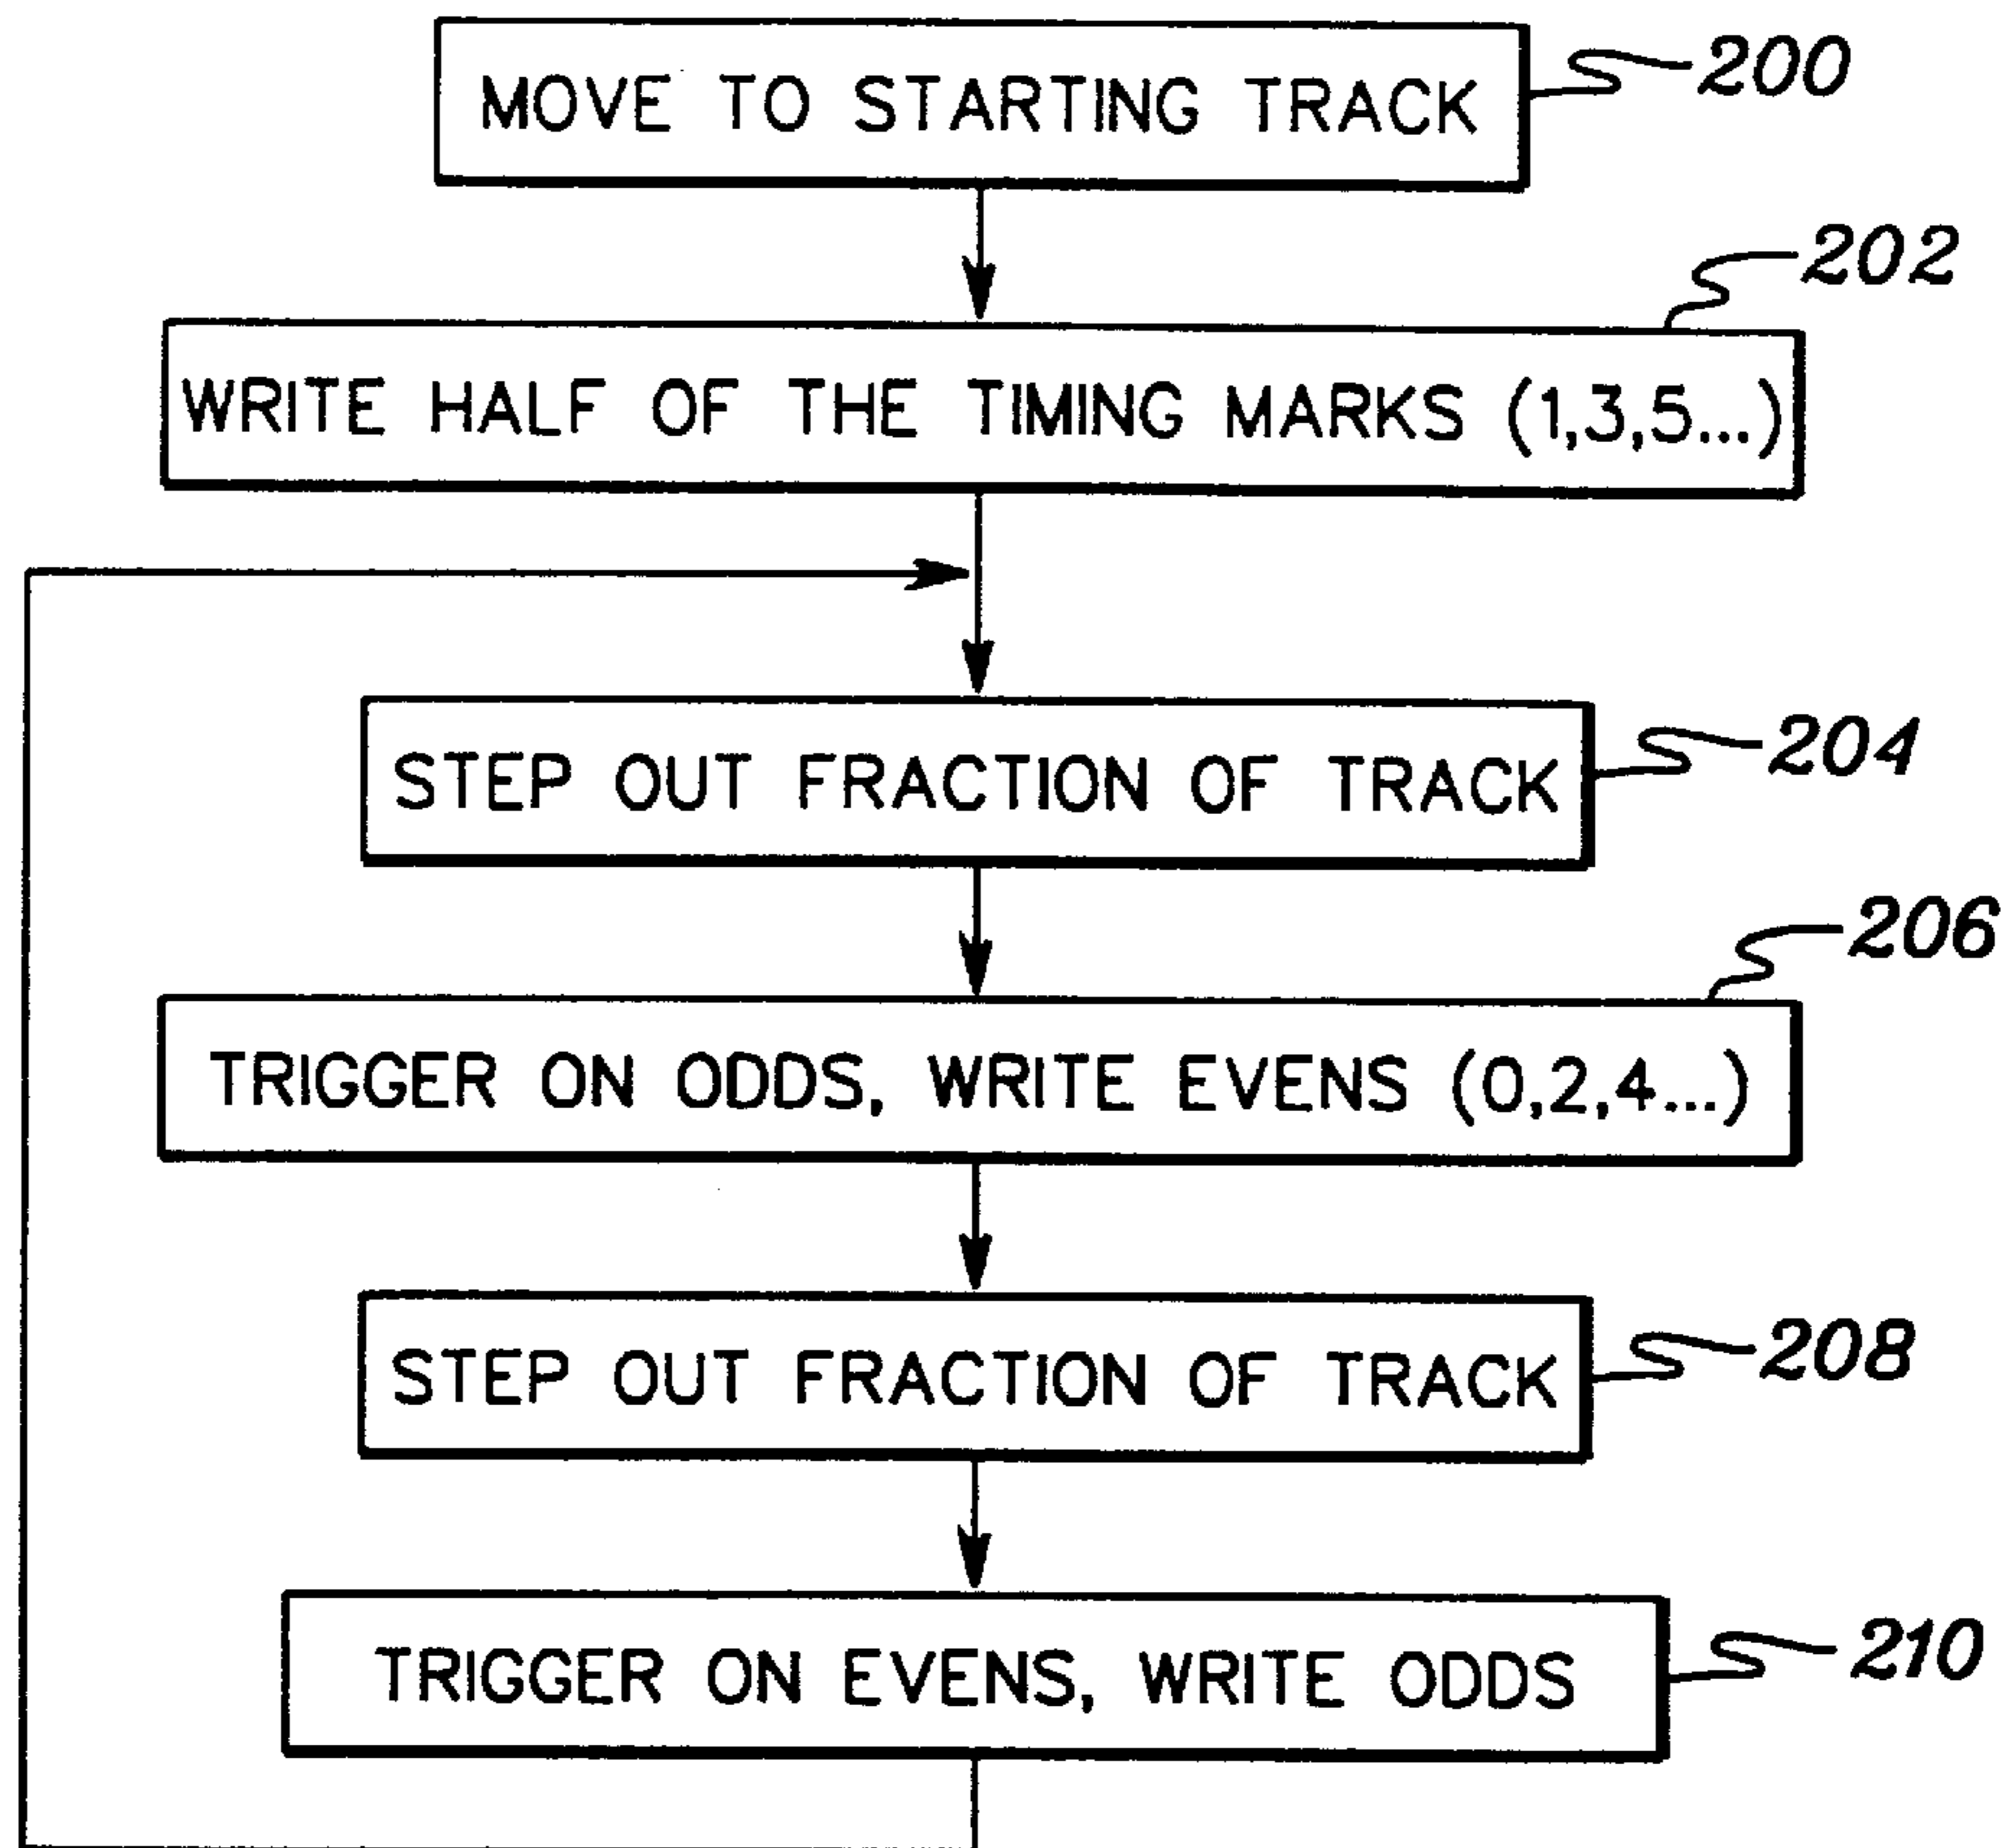 MOVE TO STARTING TRACK
200
202
WRITE HALF OF THE TIMING MARKS (1,3,5...)
STEP OUT FRACTION OF TRACK
204
206
TRIGGER ON ODDS, WRITE EVENS (0,2,4...)
STEP OUT FRACTION OF TRACK
208
TRIGGER ON EVENS, WRITE ODDS
210